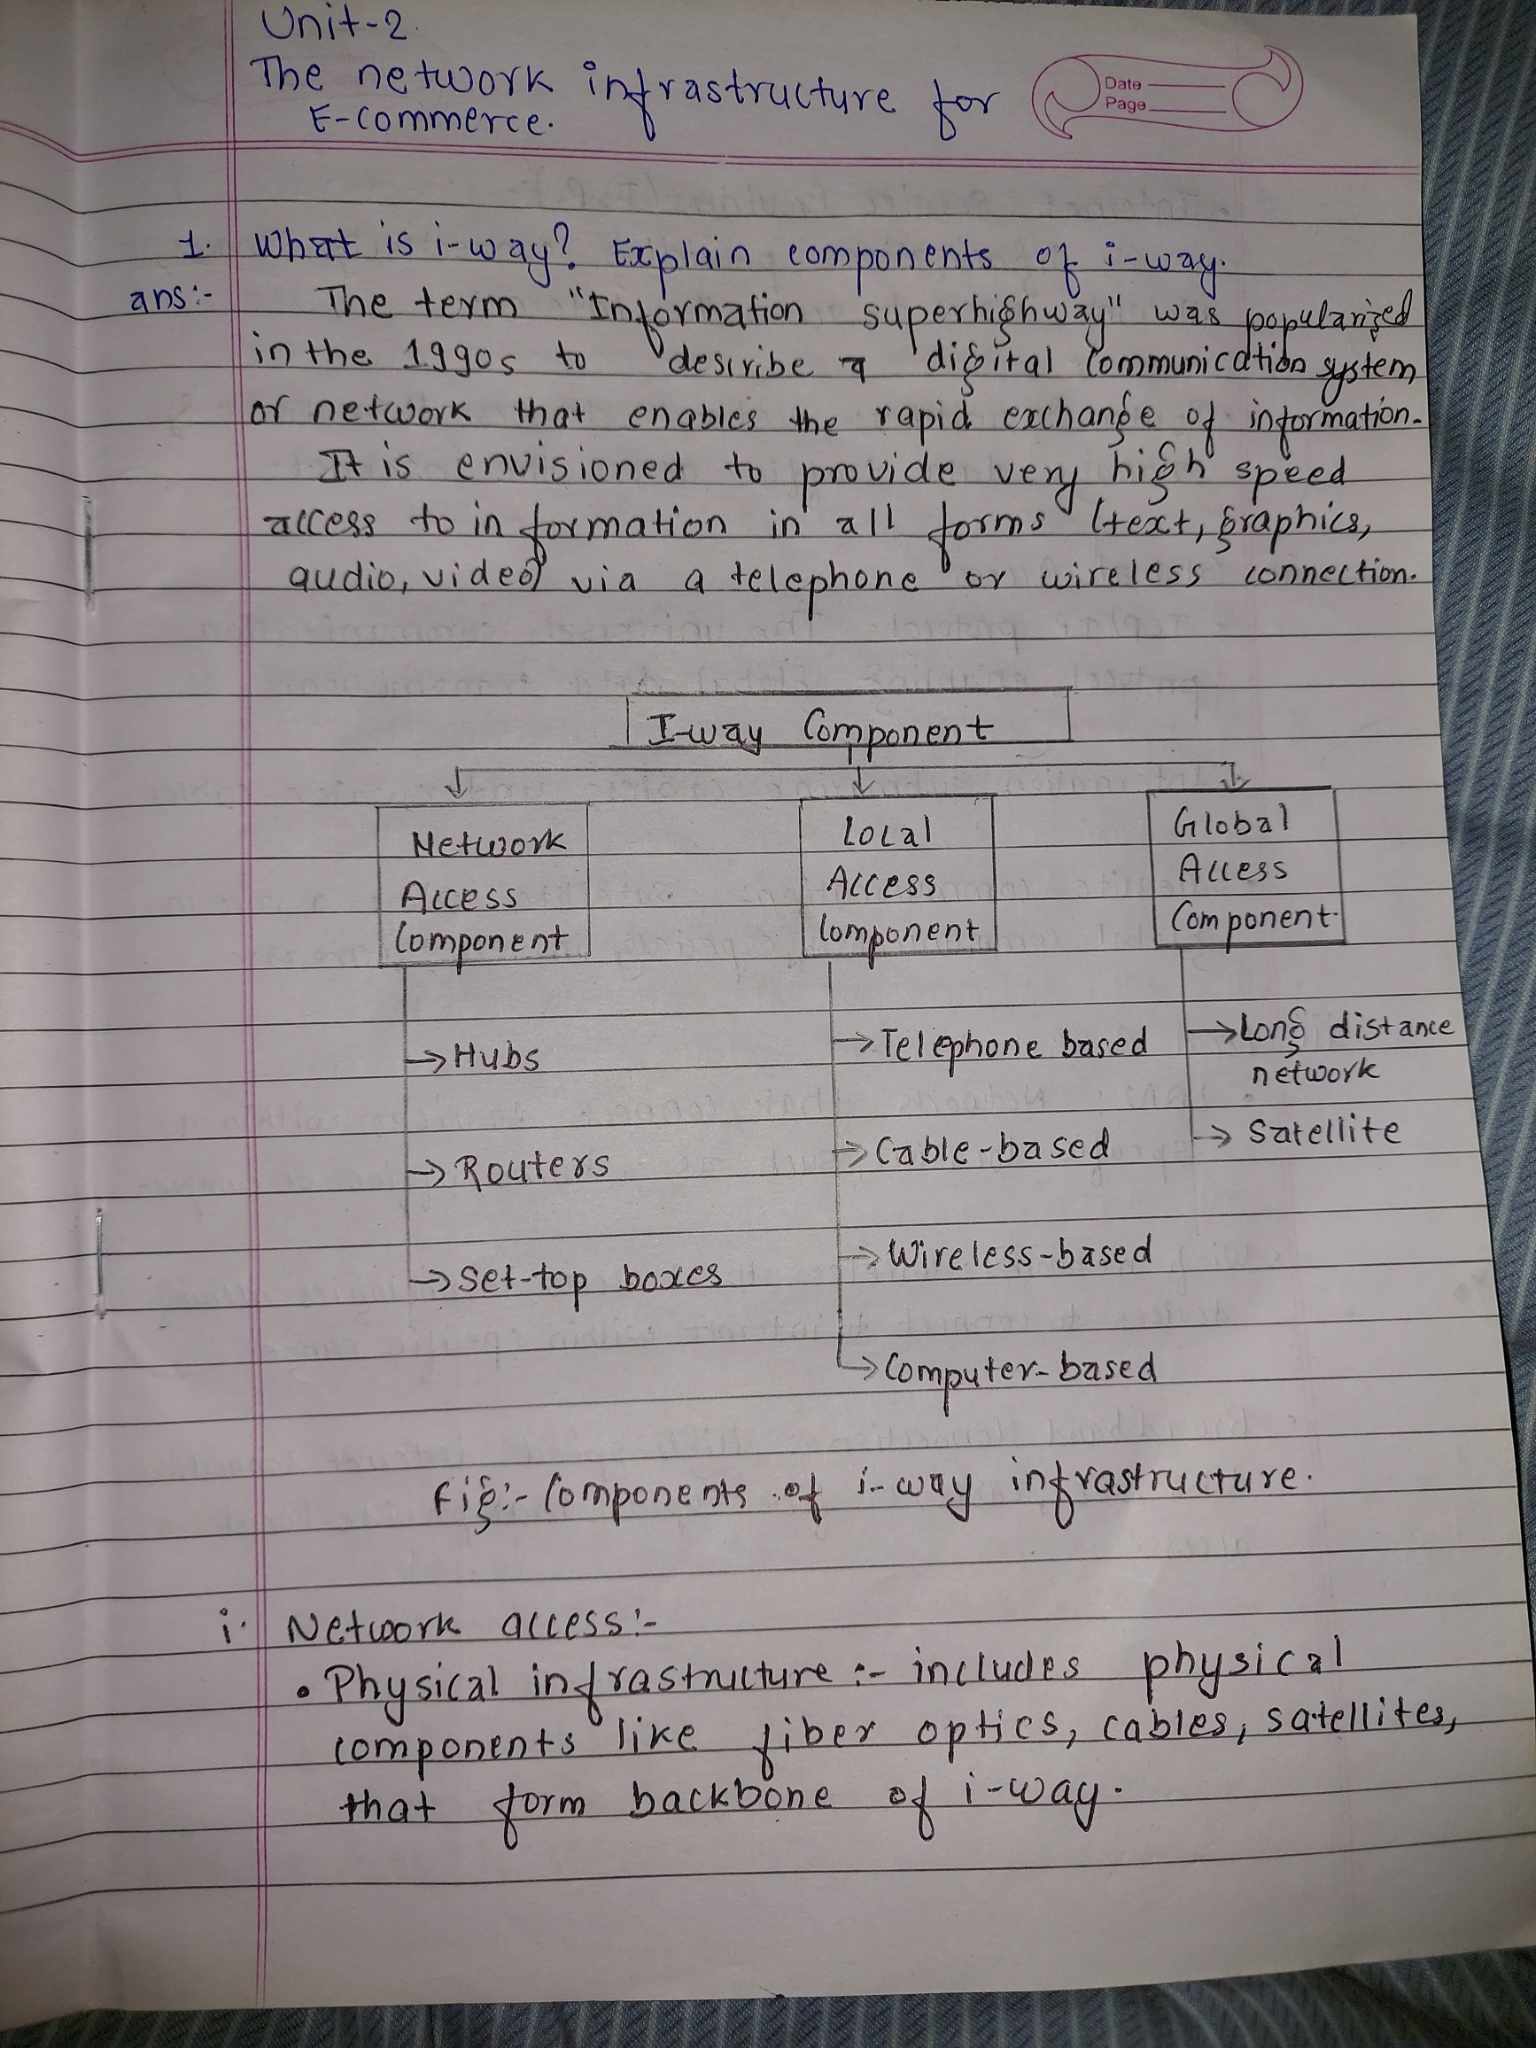 Unit-2.
The network infrastructure for
E-commerce.
Date
Page
1. What is i-way? Explain components of i-way.
ans:- The term "Information superhighway" was popularized
in the 1990s to describe a digital communication system
or network that enables the rapid exchange of information.
It is envisioned to provide very high speed
access to information in all forms (text, graphics,
audio, video) via a telephone or wireless connection.
I-way Component
Network
Access
Component
Local
Access
Component
Global
Access
Component.
→ Hubs
→ Routers
→ Set-top boxes
→ Telephone based
→ Cable-based
→ Wireless-based
→ Computer-based
→ Long distance
network
→ Satellite
Fig:- Components of i-way infrastructure.
i. Network access:-
• Physical infrastructure:- includes physical
components like fiber optics, cables, satellites,
that form backbone of i-way.